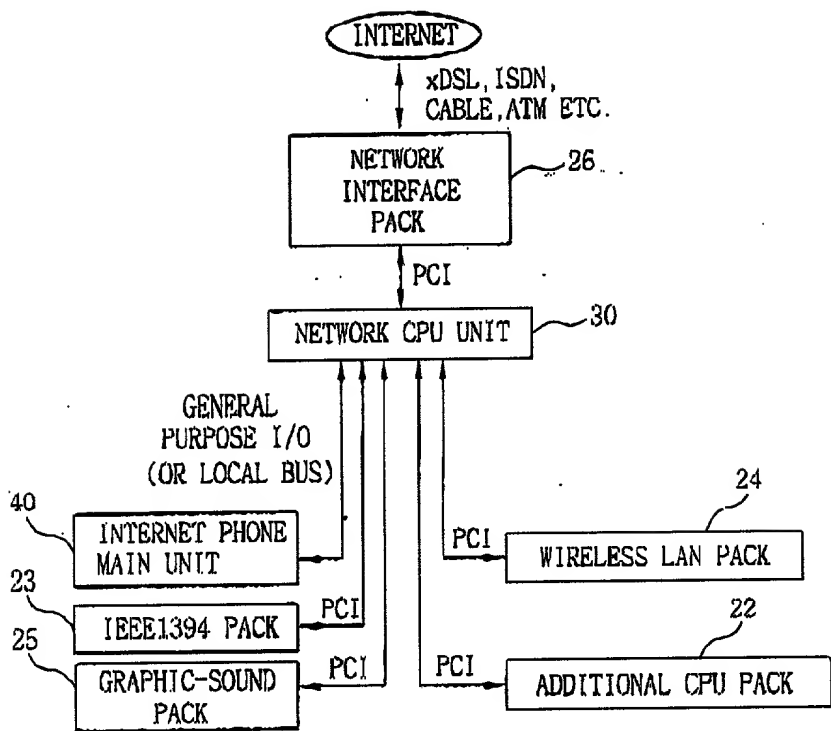 INTERNET
xDSL, ISDN,
CABLE, ATM ETC.
NETWORK
INTERFACE
PACK
26
PCI
NETWORK CPU UNIT
30
GENERAL
PURPOSE I/O
(OR LOCAL BUS)
40
INTERNET PHONE
MAIN UNIT
24
PCI
WIRELESS LAN PACK
23
IEEE1394 PACK
PCI
25
GRAPHIC-SOUND
PACK
PCI
22
PCI
ADDITIONAL CPU PACK